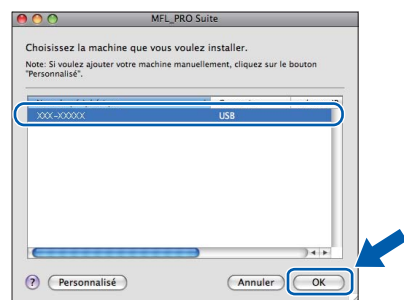 MFL_PRO Suite
Choisissez la machine que vous voulez installer.
Note: Si voulez ajouter votre machine manuellement, cliquez sur le bouton
"Personnalisé".
XXX-XXXXX USB
? Personnalisé Annuler OK